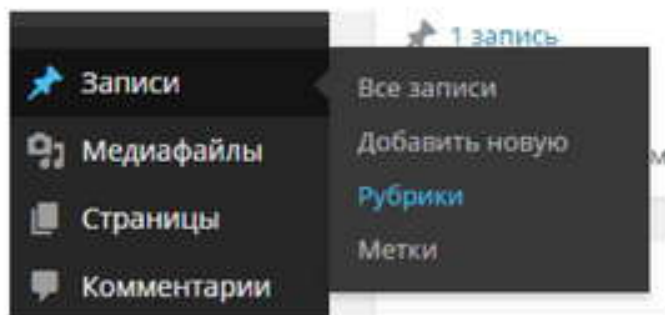 1 запись
Записи
Медиафайлы
Страницы
Комментарии
Все записи
Добавить новую
Рубрики
Метки